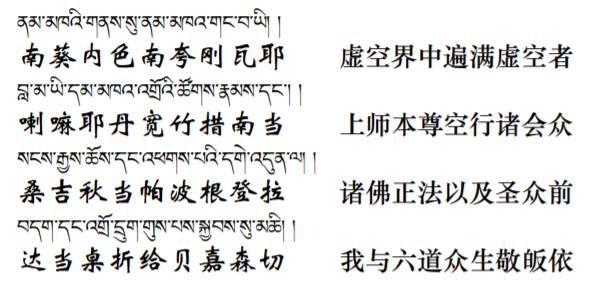 ནམ་མཁའི་གནས་སུ་ནམ་མཁའ་གང་བ་ཡི། །
南葵内色南夸刚瓦耶 虚空界中遍满虚空者
བླ་མ་ཡི་དམ་མཁའ་འགྲོའི་ཚོགས་རྣམས་དང་། །
喇嘛耶丹宽竹措南当 上师本尊空行诸会众
སངས་རྒྱས་ཆོས་དང་འཕགས་པའི་དགེ་འདུན་ལ། །
桑吉秋当帕波根登拉 诸佛正法以及圣众前
བདག་དང་འགྲོ་དྲུག་གུས་པས་སྐྱབས་སུ་མཆི། །
达当桌折给贝嘉森切 我与六道众生敬皈依